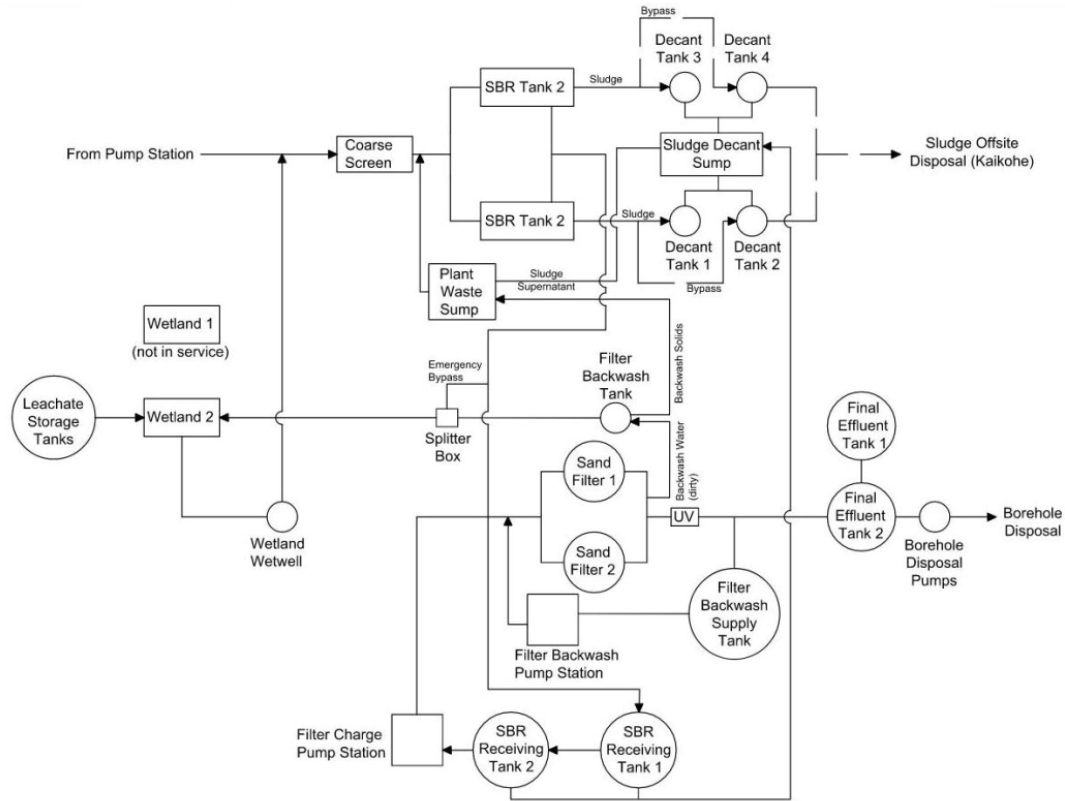 Bypass
Decant
Tank 3
Decant
Tank 4
SBR Tank 2
Sludge
From Pump Station
Coarse
Screen
Sludge Decant
Sump
Sludge Offsite
Disposal (Kaikohe)
SBR Tank 2
Sludge
Decant
Tank 1
Decant
Tank 2
Bypass
Plant
Waste
Sump
Sludge
Supernatant
Wetland 1
(not in service)
Emergency
Bypass
Filter
Backwash
Tank
Backwash Solids
Leachate
Storage
Tanks
Wetland 2
Splitter
Box
Final
Effluent
Tank 1
Sand
Filter 1
Backwash Water
(dirty)
UV
Final
Effluent
Tank 2
Borehole
Disposal
Wetland
Wetwell
Sand
Filter 2
Borehole
Disposal
Pumps
Filter
Backwash
Supply
Tank
Filter Backwash
Pump Station
Filter Charge
Pump Station
SBR
Receiving
Tank 2
SBR
Receiving
Tank 1